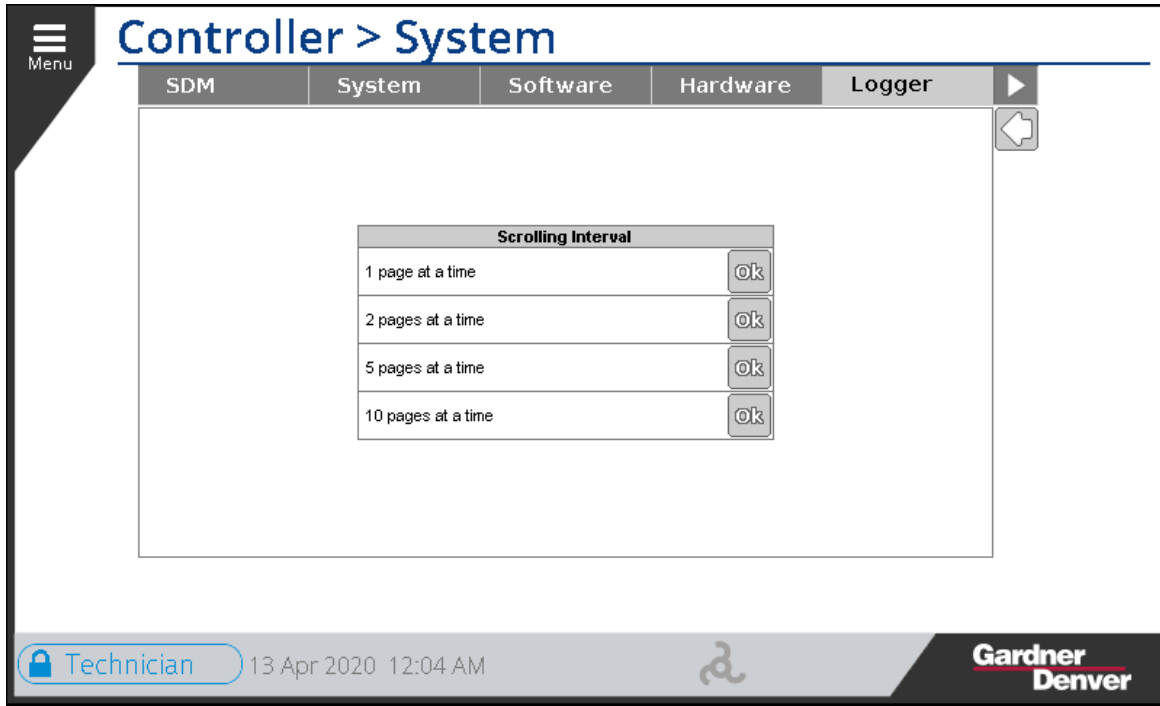 Controller > System
Menu
SDM System Software Hardware Logger
Scrolling Interval
1 page at a time ok
2 pages at a time ok
5 pages at a time ok
10 pages at a time ok
Technician 13 Apr 2020 12:04 AM
Gardner
Denver